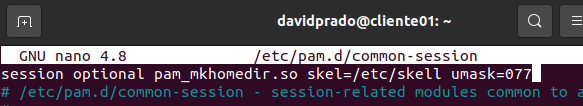 davidprado@cliente01: ~
GNU nano 4.8 /etc/pam.d/common-session
session optional pam_mkhomedir.so skel=/etc/skell umask=077
# /etc/pam.d/common-session - session-related modules common to a